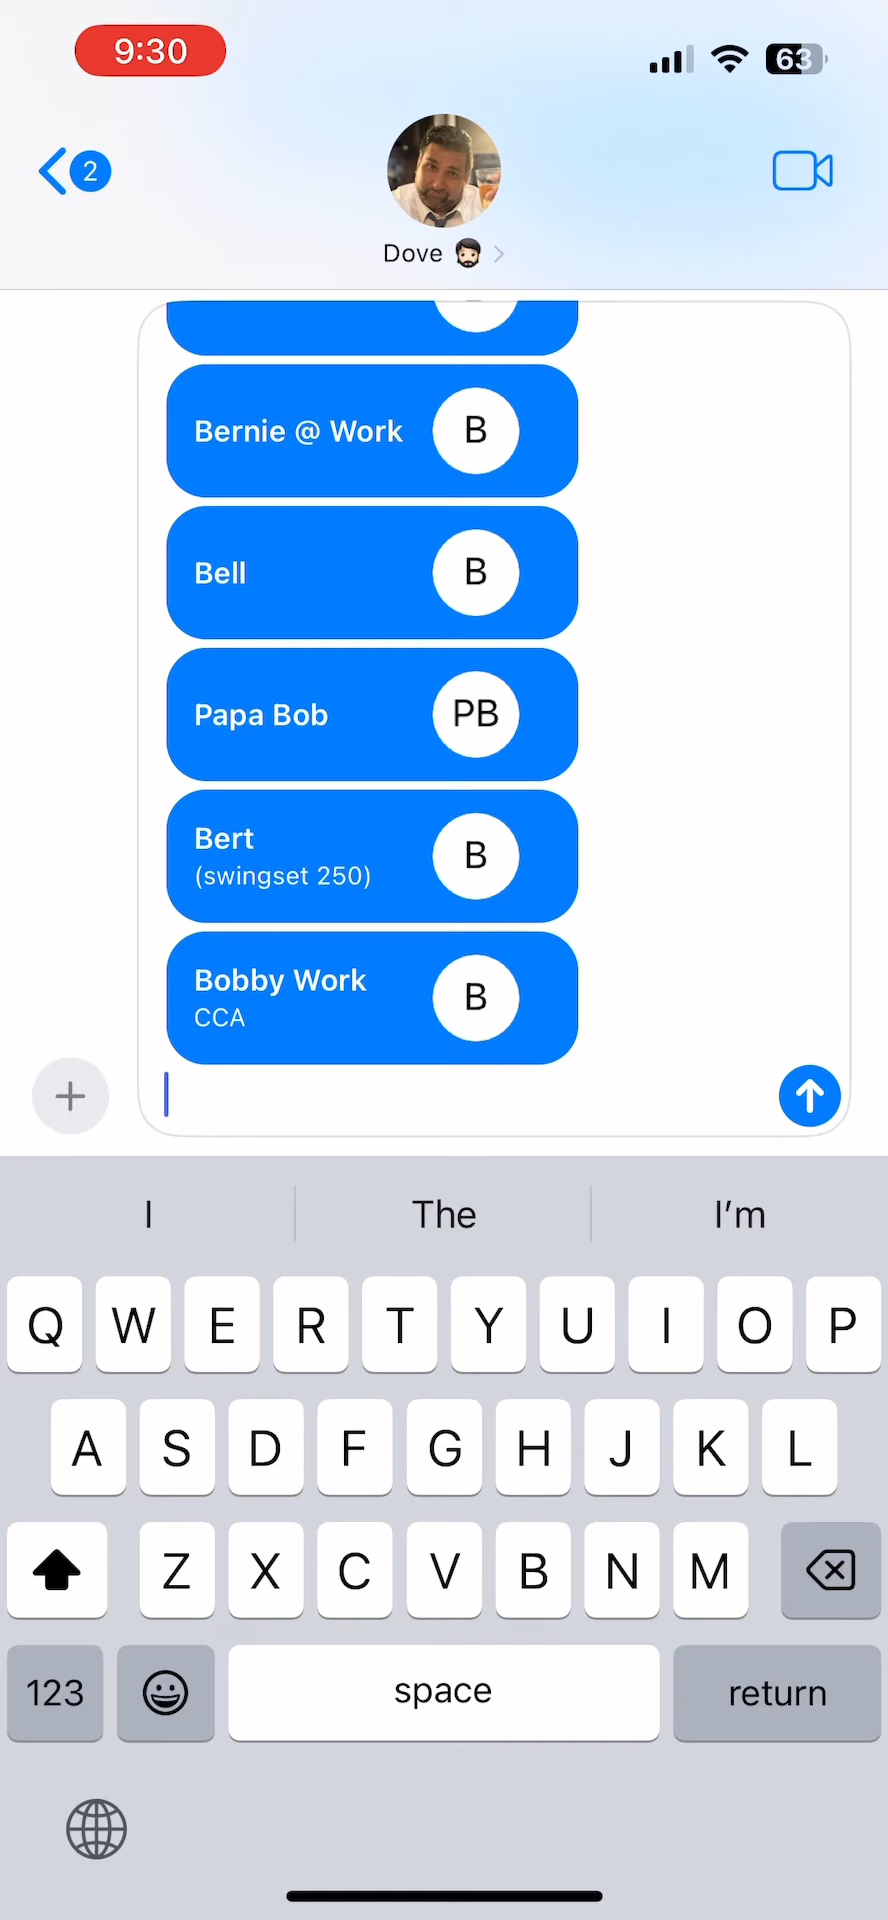 9:30
63
2
Dove
Bernie @ Work
B
Bell
B
Papa Bob
PB
Bert
(swingset 250)
B
Bobby Work
CCA
B
I
The
I’m
Q W E R T Y U I O P
A S D F G H J K L
Z X C V B N M
123
space
return